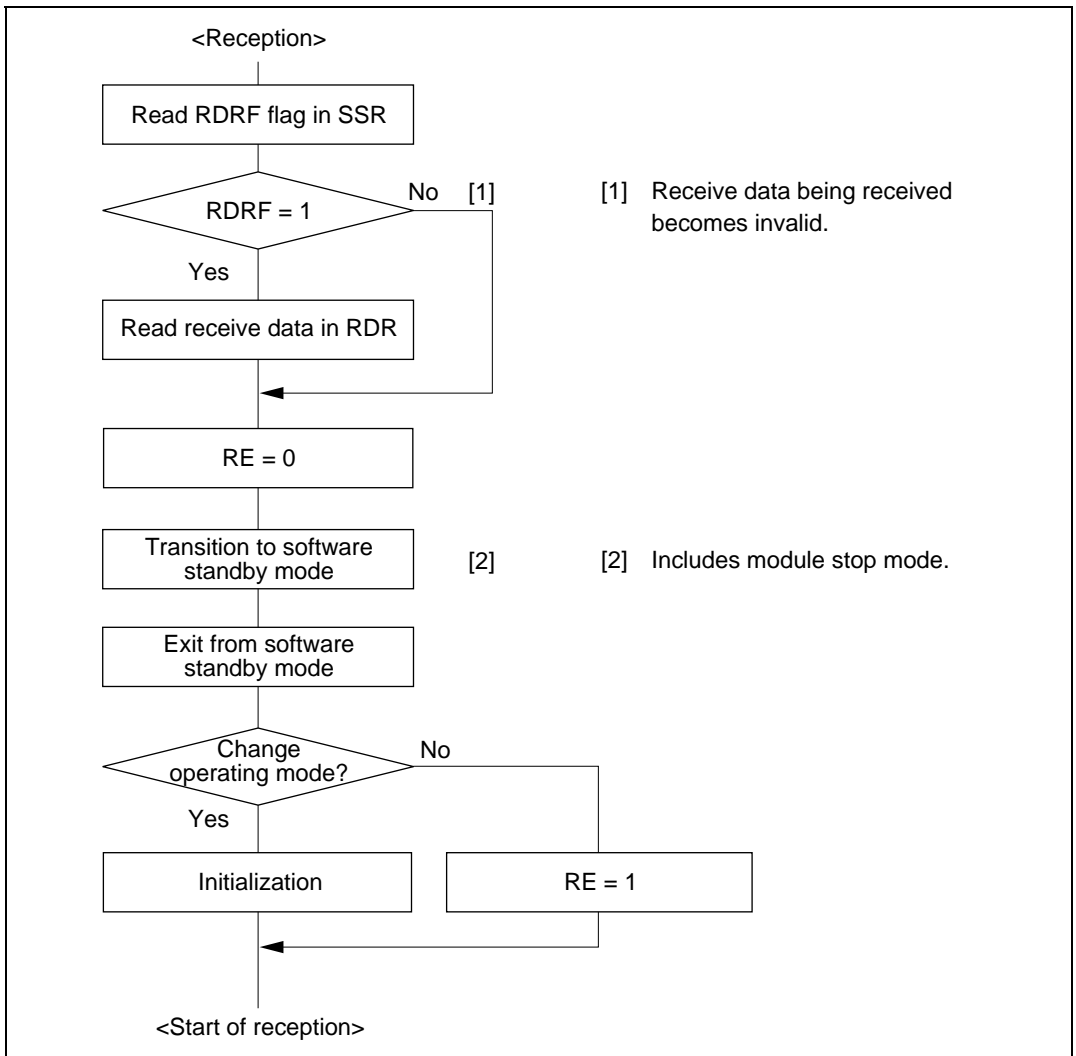 <Reception>
Read RDRF flag in SSR
No [1] [1] Receive data being received
RDRF = 1
becomes invalid.
Yes
Read receive data in RDR
RE = 0
Transition to software
standby mode
[2] [2] Includes module stop mode.
Exit from software
standby mode
Change
operating mode?
No
Yes
Initialization
RE = 1
<Start of reception>